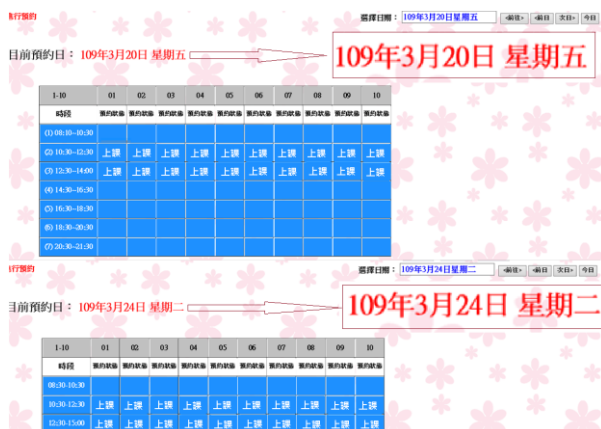 進行預約 選擇日期： 109年3月20日星期五 <前週> <前日 次日> 今日
目前預約日： 109年3月20日 星期五 109年3月20日 星期五
1-10 01 02 03 04 05 06 07 08 09 10
時段 預約狀態 預約狀態 預約狀態 預約狀態 預約狀態 預約狀態 預約狀態 預約狀態 預約狀態 預約狀態
(1) 08:10~10:30
(2) 10:30~12:30 上課 上課 上課 上課 上課 上課 上課 上課 上課 上課
(3) 12:30~14:00 上課 上課 上課 上課 上課 上課 上課 上課 上課 上課
(4) 14:30~16:30
(5) 16:30~18:30
(6) 18:30~20:30
(7) 20:30~21:30
進行預約 選擇日期： 109年3月24日星期二 <前週> <前日 次日> 今日
目前預約日： 109年3月24日 星期二 109年3月24日 星期二
1-10 01 02 03 04 05 06 07 08 09 10
時段 預約狀態 預約狀態 預約狀態 預約狀態 預約狀態 預約狀態 預約狀態 預約狀態 預約狀態 預約狀態
08:30-10:30
10:30-12:30 上課 上課 上課 上課 上課 上課 上課 上課 上課 上課
12:30-15:00 上課 上課 上課 上課 上課 上課 上課 上課 上課 上課